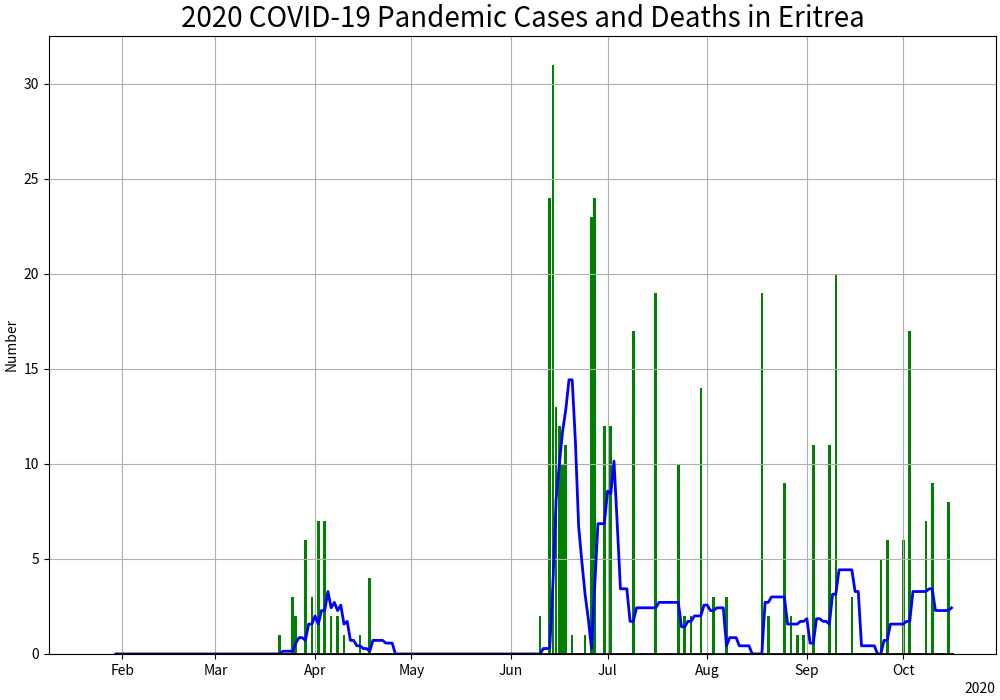 2020 COVID-19 Pandemic Cases and Deaths in Eritrea
30
25
20
15
10
5
0
Number
Feb Mar Apr May Jun Jul Aug Sep Oct
2020